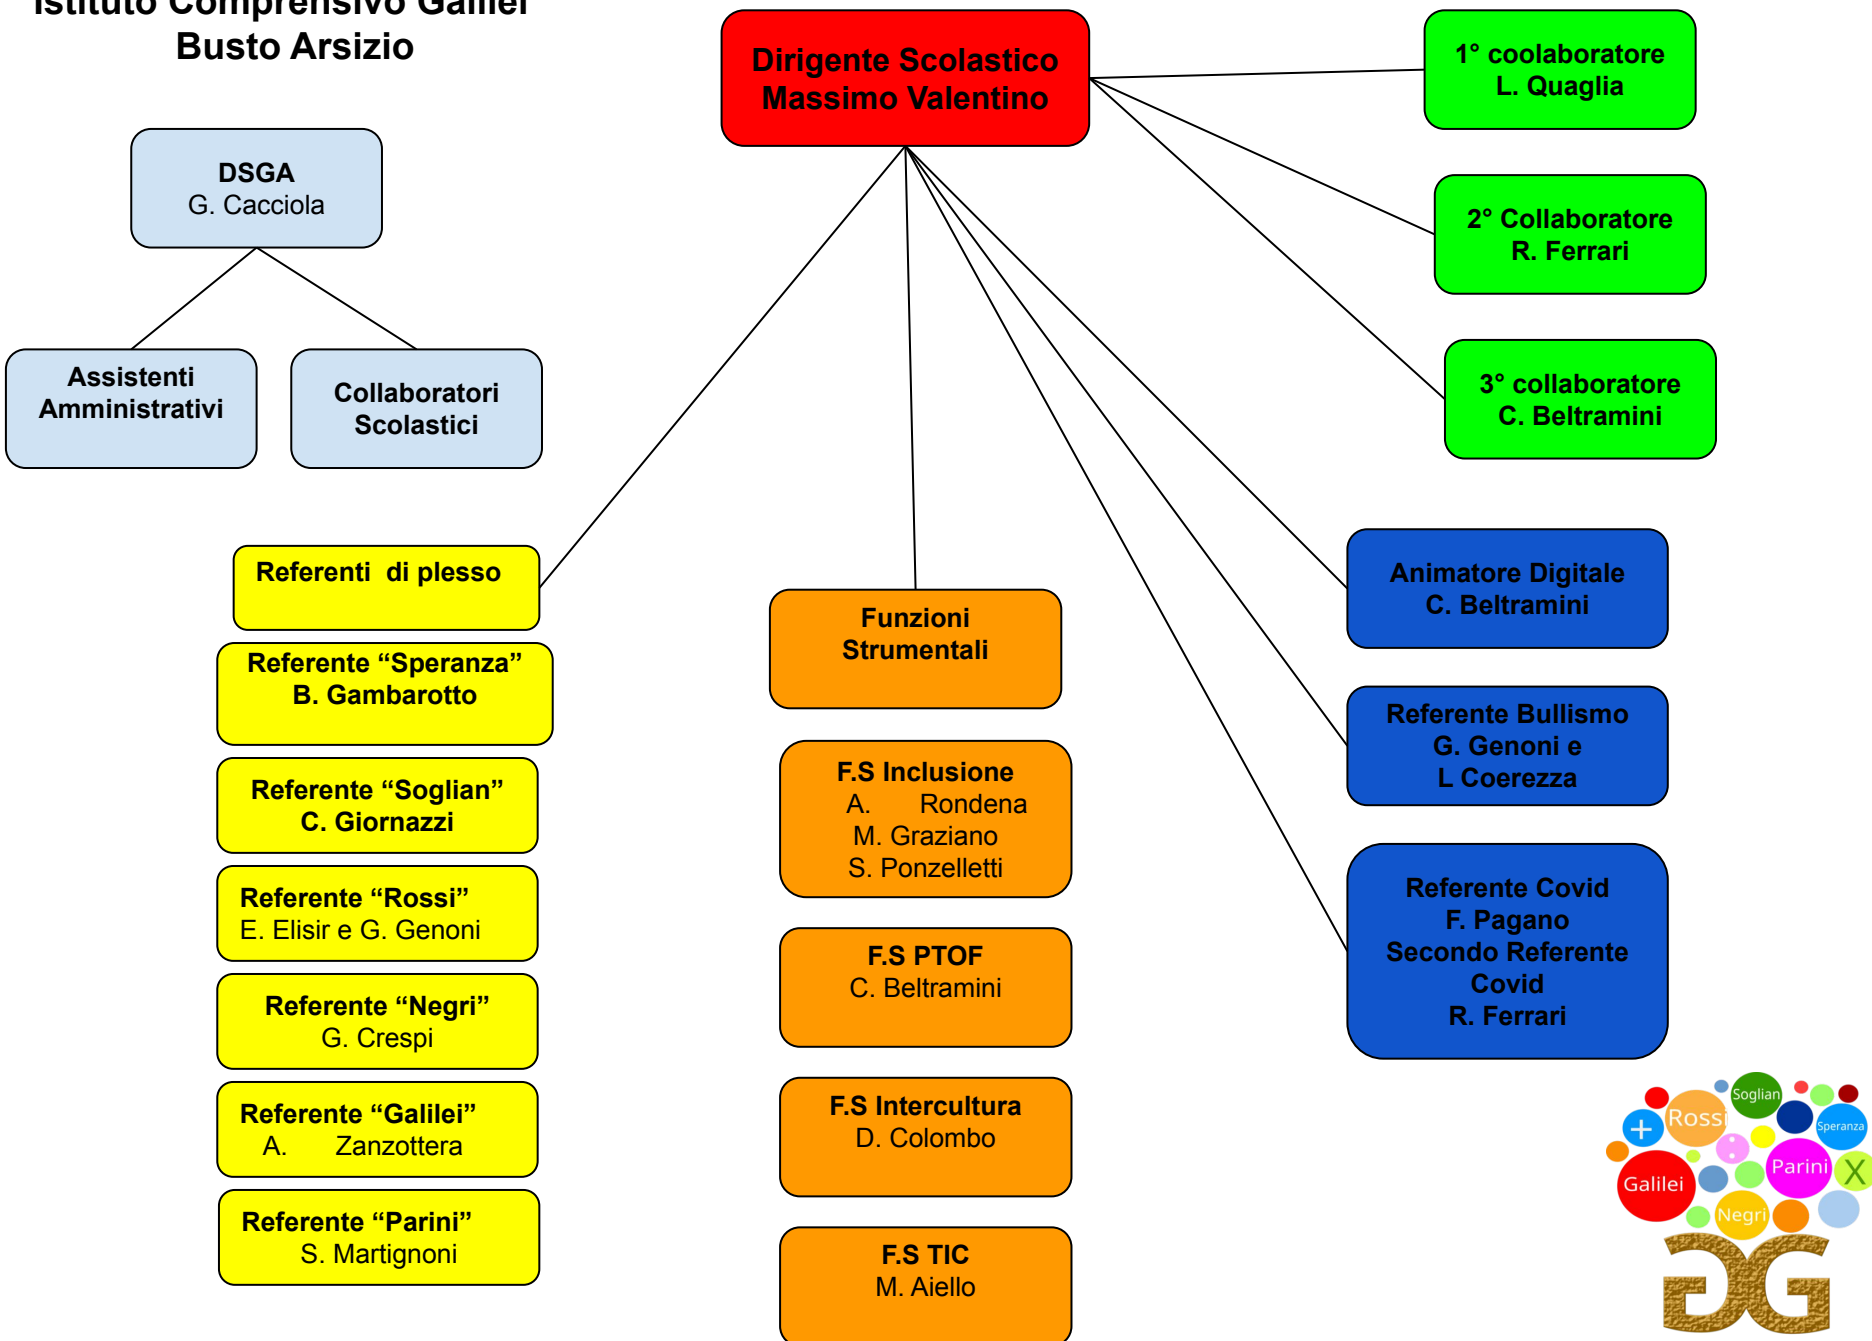 Istituto Comprensivo Galilei
Busto Arsizio
Dirigente Scolastico
Massimo Valentino
1° coolaboratore
L. Quaglia
2° Collaboratore
R. Ferrari
3° collaboratore
C. Beltramini
DSGA
G. Cacciola
Assistenti
Amministrativi
Collaboratori
Scolastici
Referenti di plesso
Referente “Speranza”
B. Gambarotto
Referente “Soglian”
C. Giornazzi
Referente “Rossi”
E. Elisir e G. Genoni
Referente “Negri”
G. Crespi
Referente “Galilei”
A. Zanzottera
Referente “Parini”
S. Martignoni
Funzioni
Strumentali
F.S Inclusione
A. Rondena
M. Graziano
S. Ponzelletti
F.S PTOF
C. Beltramini
F.S Intercultura
D. Colombo
F.S TIC
M. Aiello
Animatore Digitale
C. Beltramini
Referente Bullismo
G. Genoni e
L Coerezza
Referente Covid
F. Pagano
Secondo Referente
Covid
R. Ferrari
Soglian
Rossi
Speranza
+
Parini
X
Galilei
Negri
G G